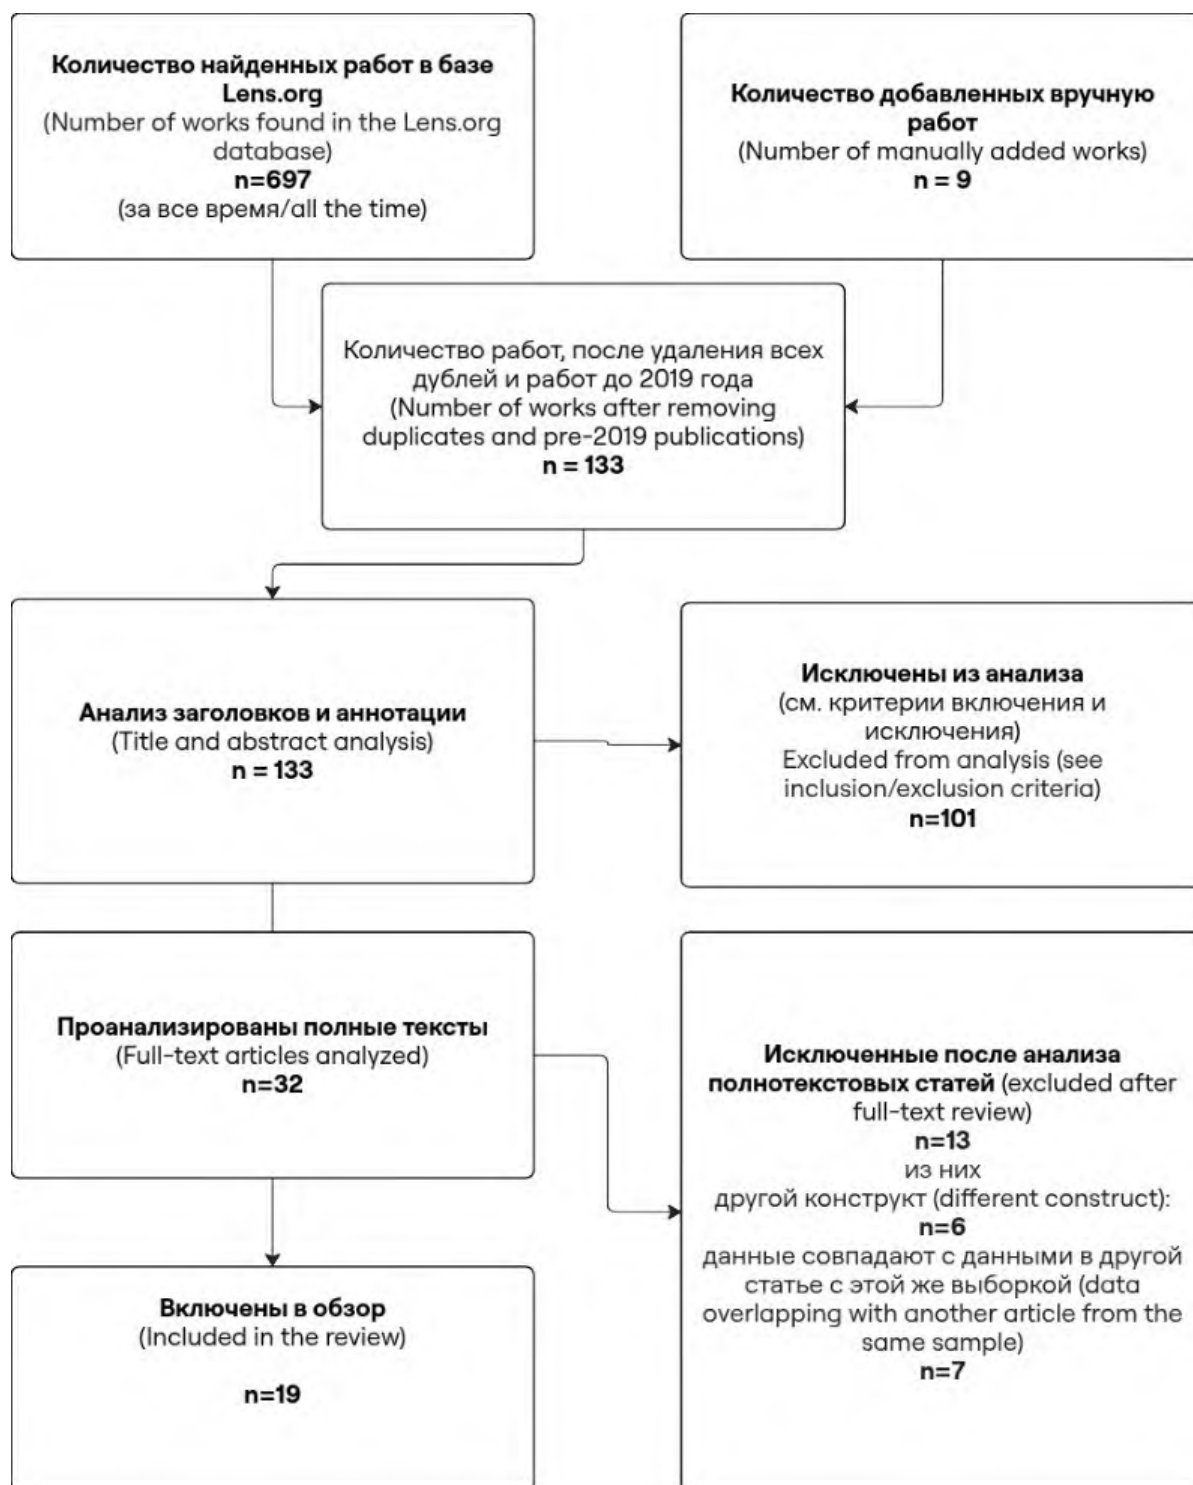 Количество найденных работ в базе
Lens.org
(Number of works found in the Lens.org
database)
n=697
(за все время/all the time)
Количество добавленных вручную
работ
(Number of manually added works)
n = 9
Количество работ, после удаления всех
дублей и работ до 2019 года
(Number of works after removing
duplicates and pre-2019 publications)
n = 133
Анализ заголовков и аннотации
(Title and abstract analysis)
n = 133
Исключены из анализа
(см. критерии включения и
исключения)
Excluded from analysis (see
inclusion/exclusion criteria)
n=101
Проанализированы полные тексты
(Full-text articles analyzed)
n=32
Исключенные после анализа
полнотекстовых статей (excluded after
full-text review)
n=13
из них
другой конструкт (different construct):
n=6
данные совпадают с данными в другой
статье с этой же выборкой (data
overlapping with another article from the
same sample)
n=7
Включены в обзор
(Included in the review)
n=19